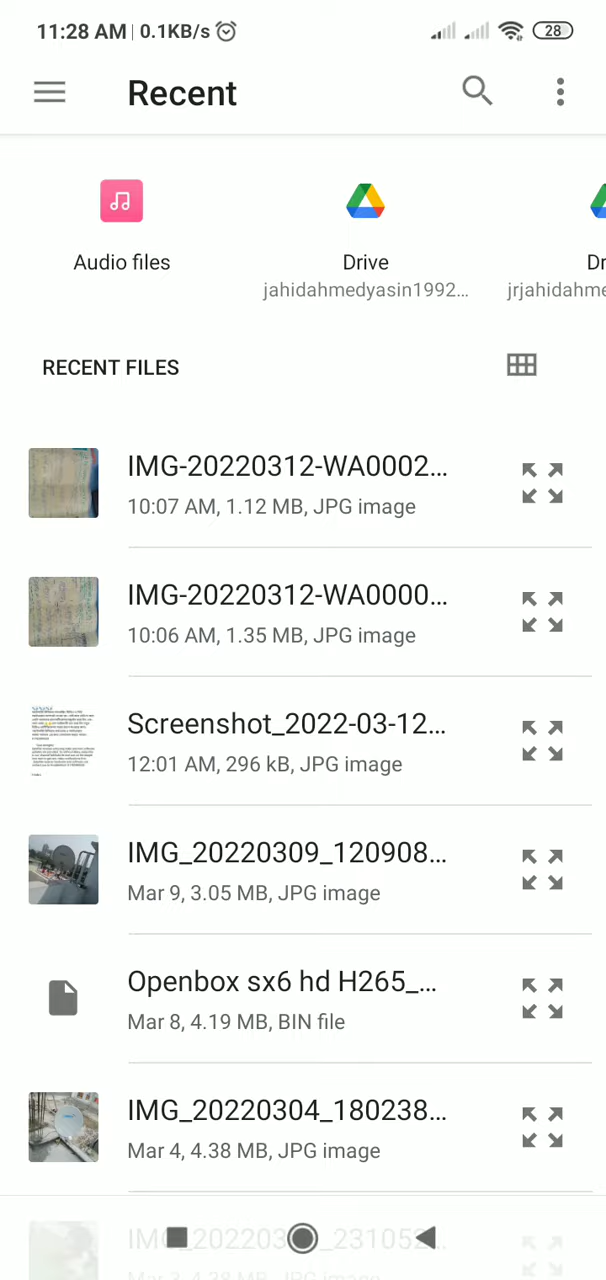 11:28 AM | 0.1KB/s 28
Recent
Audio files
Drive
jahidahmedyasin1992...
Dr
jrjahidahme
RECENT FILES
IMG-20220312-WA0002...
10:07 AM, 1.12 MB, JPG image
IMG-20220312-WA0000...
10:06 AM, 1.35 MB, JPG image
Screenshot_2022-03-12...
12:01 AM, 296 kB, JPG image
IMG_20220309_120908...
Mar 9, 3.05 MB, JPG image
Openbox sx6 hd H265_...
Mar 8, 4.19 MB, BIN file
IMG_20220304_180238...
Mar 4, 4.38 MB, JPG image